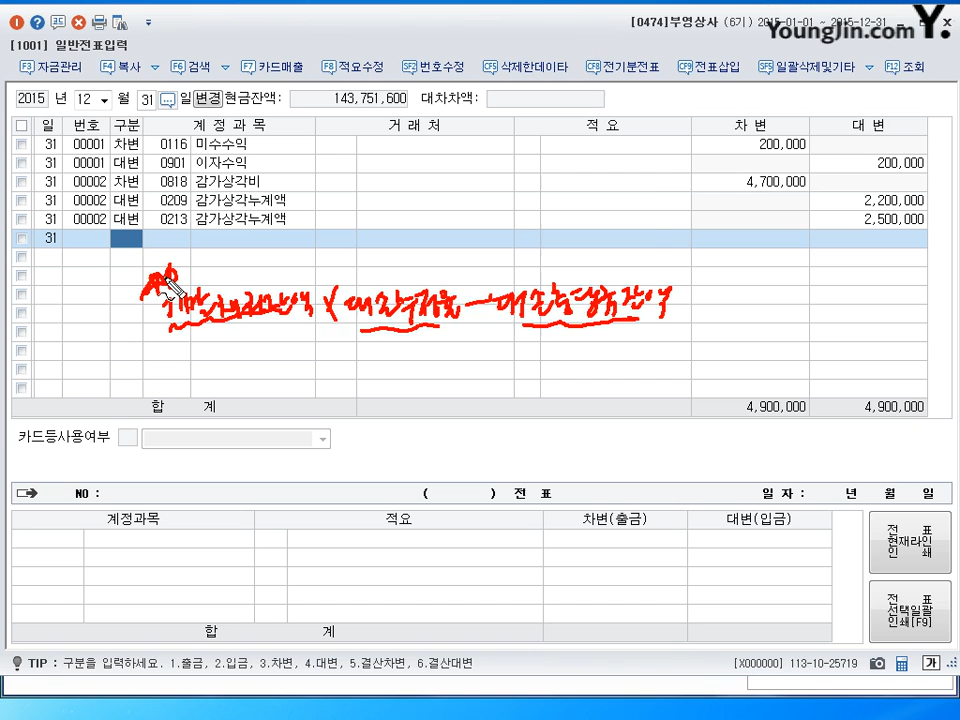 [0474]부영상사 (6기) 2015-01-01 ~ 2015-12-31
YoungJin.com Y.
[1001] 일반전표입력
F3 자금관리 F4 복사 F6 검색 F7 카드매출 F8 적요수정 SF2 번호수정 CF5 삭제한데이타 CF8 전기분전표 CF9 전표삽입 SF5 일괄삭제및기타 F12 조회
2015 년 12 월 31 일 변경 현금잔액: 143,751,600 대차차액:
일 번호 구분 계 정 과 목 거 래 처 적 요 차 변 대 변
31 00001 차변 0116 미수수익 200,000
31 00001 대변 0901 이자수익 200,000
31 00002 차변 0818 감가상각비 4,700,000
31 00002 대변 0209 감가상각누계액 2,200,000
31 00002 대변 0213 감가상각누계액 2,500,000
31
합 계 4,900,000 4,900,000
카드등사용여부
NO : ( ) 전 표 일 자 : 년 월 일
계정과목 적요 차변(출금) 대변(입금)
전 표
현재라인
인 쇄
전 표
선택일괄
인쇄[F9]
합 계
TIP : 구분을 입력하세요. 1.출금, 2.입금, 3.차변, 4.대변, 5.결산차변, 6.결산대변 [X000000] 113-10-25719 가